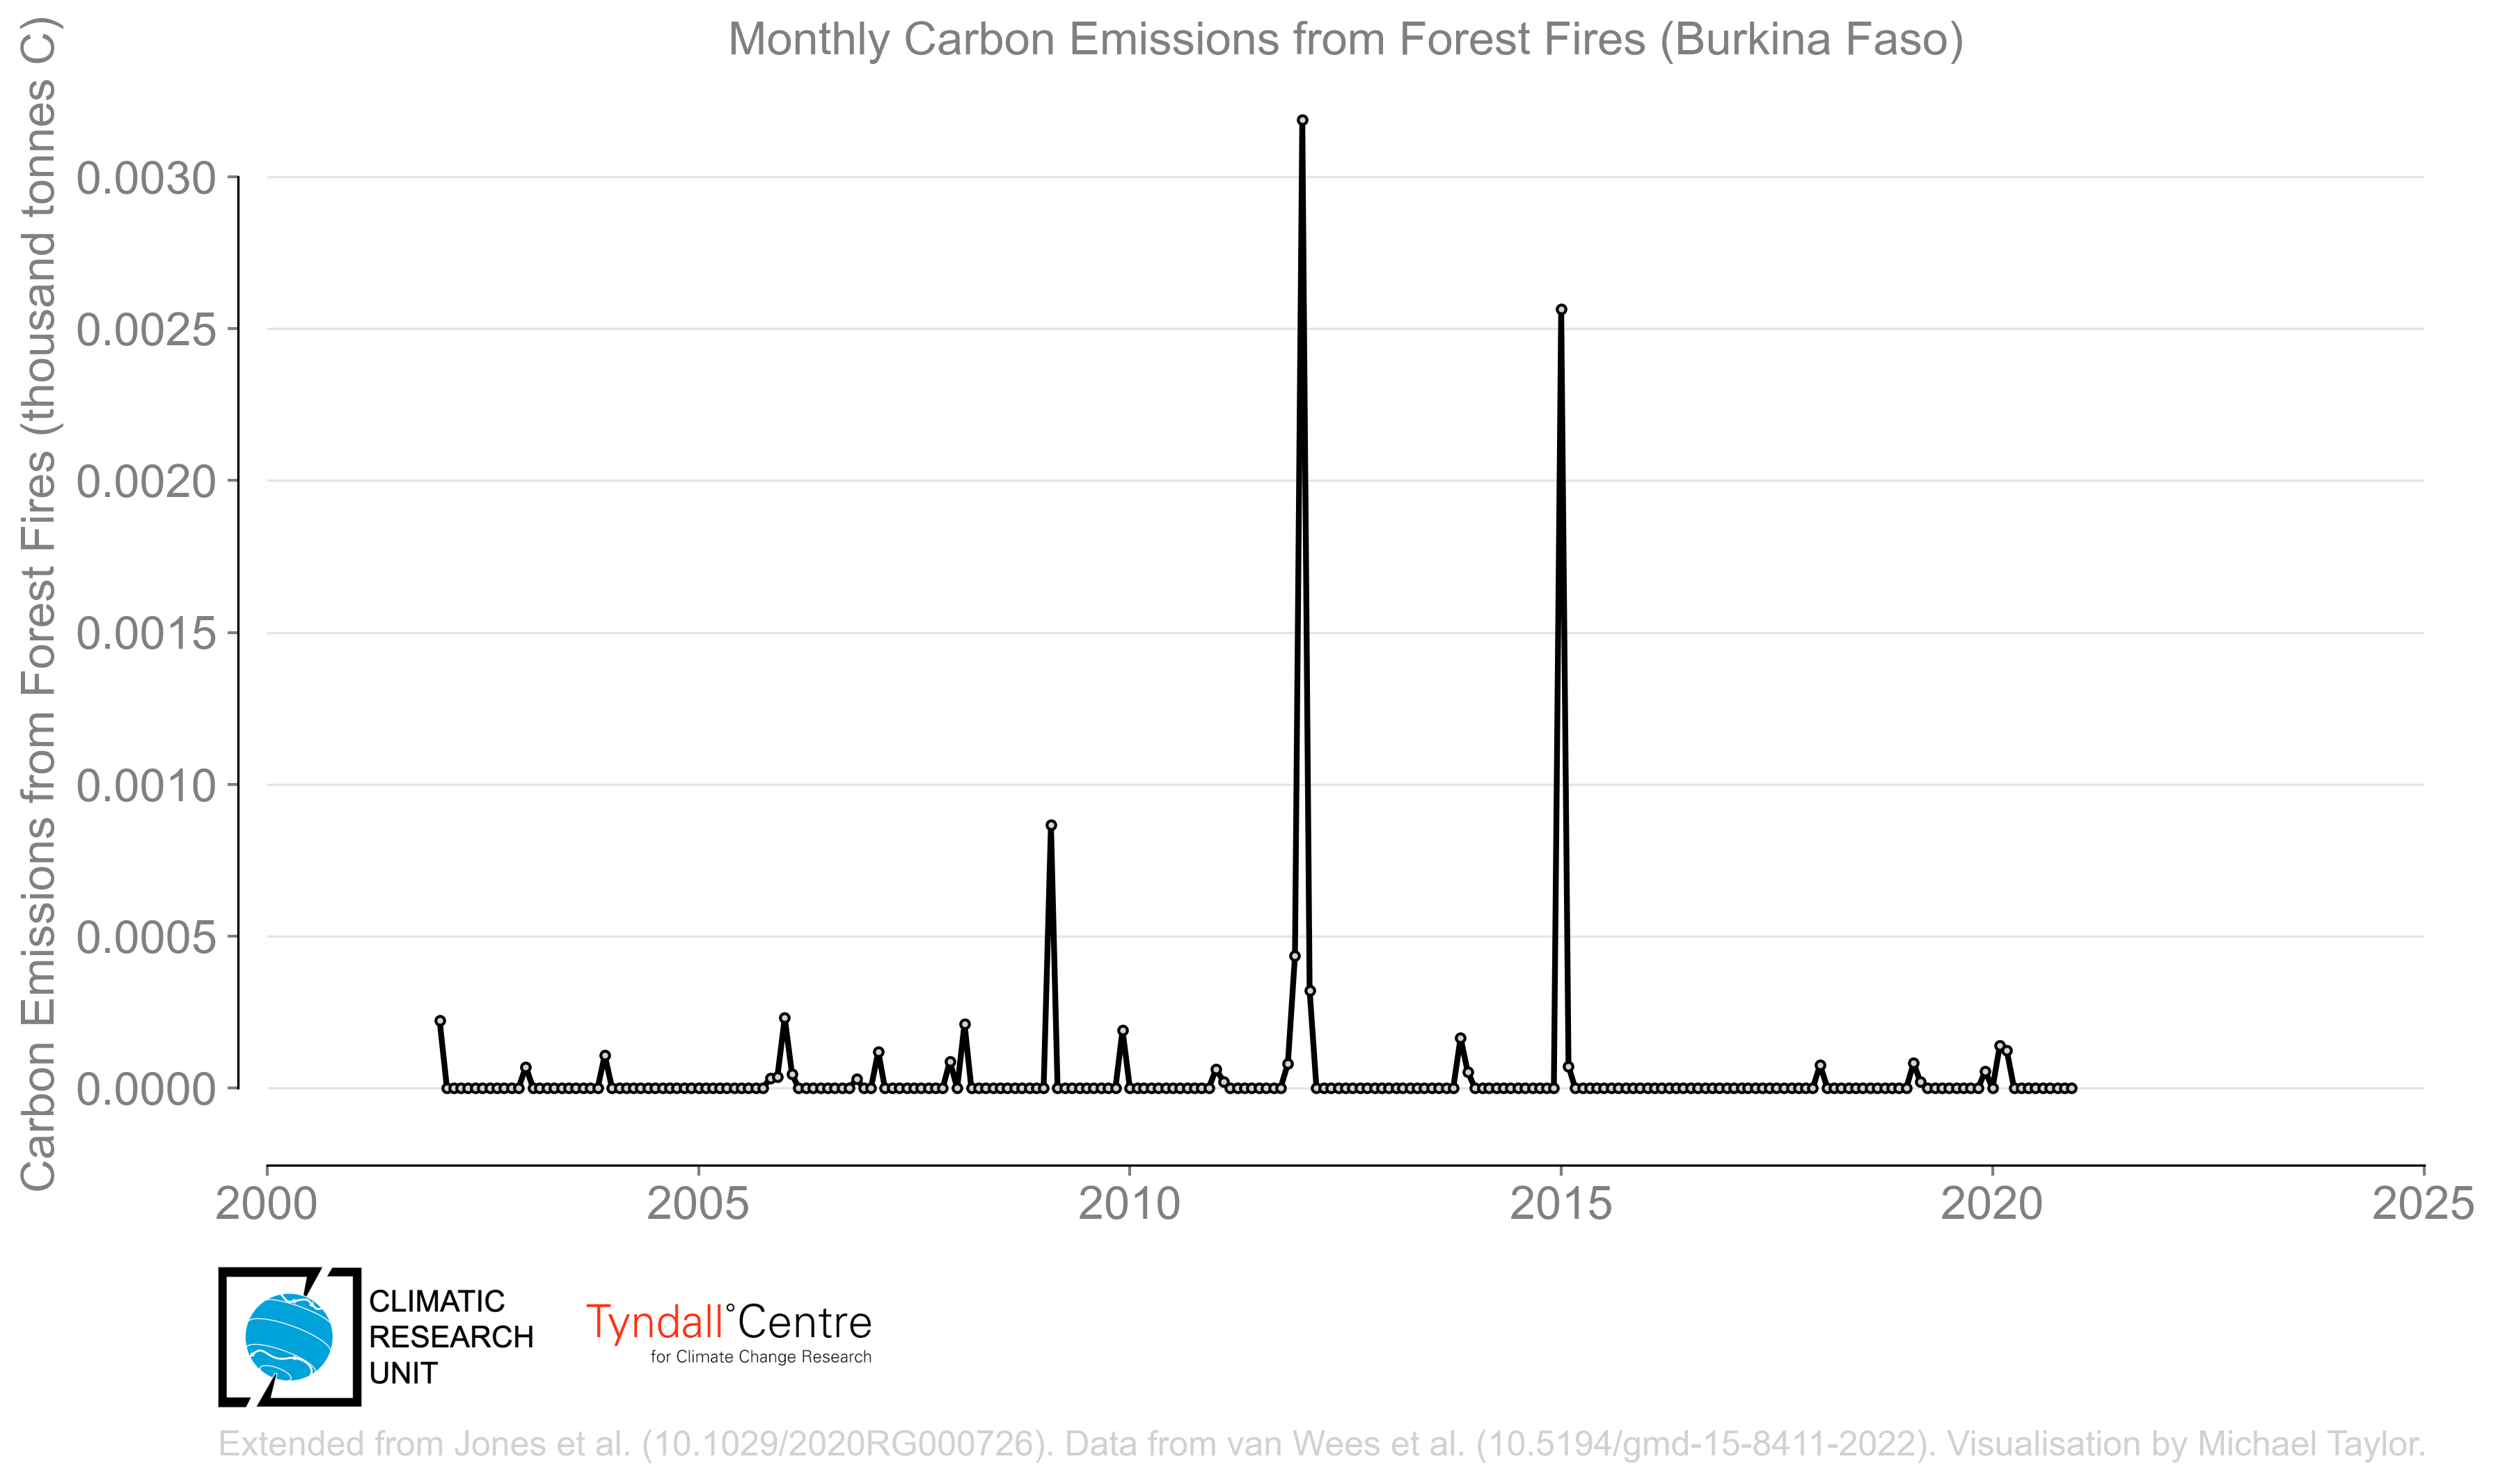 Monthly Carbon Emissions from Forest Fires (Burkina Faso)
Carbon Emissions from Forest Fires (thousand tonnes C)
0.0030
0.0025
0.0020
0.0015
0.0010
0.0005
0.0000
2000 2005 2010 2015 2020 2025
CLIMATIC
RESEARCH
UNIT
Tyndall°Centre
for Climate Change Research
Extended from Jones et al. (10.1029/2020RG000726). Data from van Wees et al. (10.5194/gmd-15-8411-2022). Visualisation by Michael Taylor.